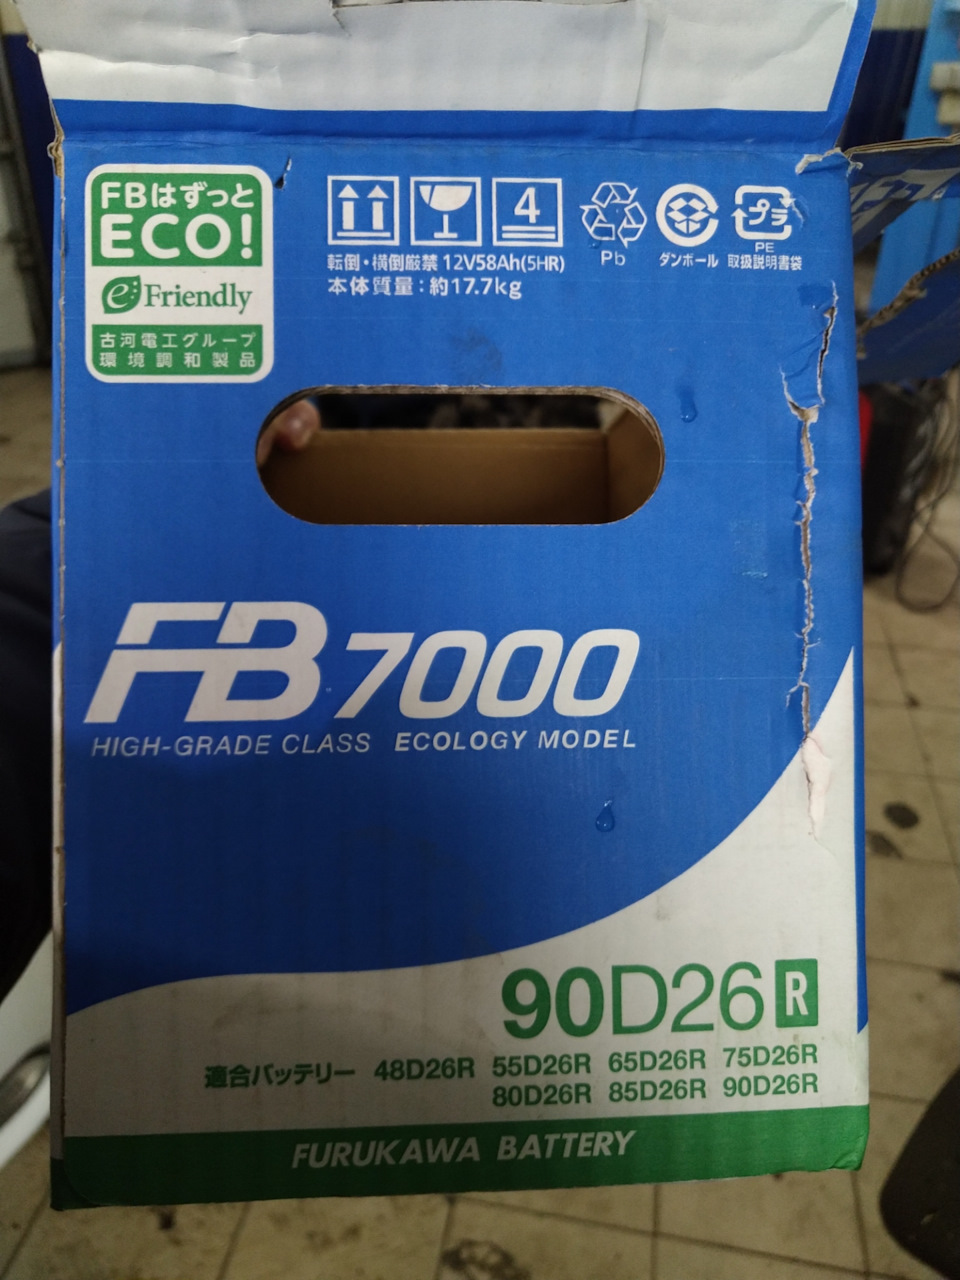 FBはずっと
ECO!
e Friendly
古河電工グループ
環境調和製品
4
Pb
ダンボール
プラ
PE
取扱説明書袋
転倒・横倒厳禁 12V58Ah(5HR)
本体質量：約17.7kg
FB 7000
HIGH-GRADE CLASS ECOLOGY MODEL
90D26 R
適合バッテリー 48D26R 55D26R 65D26R 75D26R
80D26R 85D26R 90D26R
FURUKAWA BATTERY